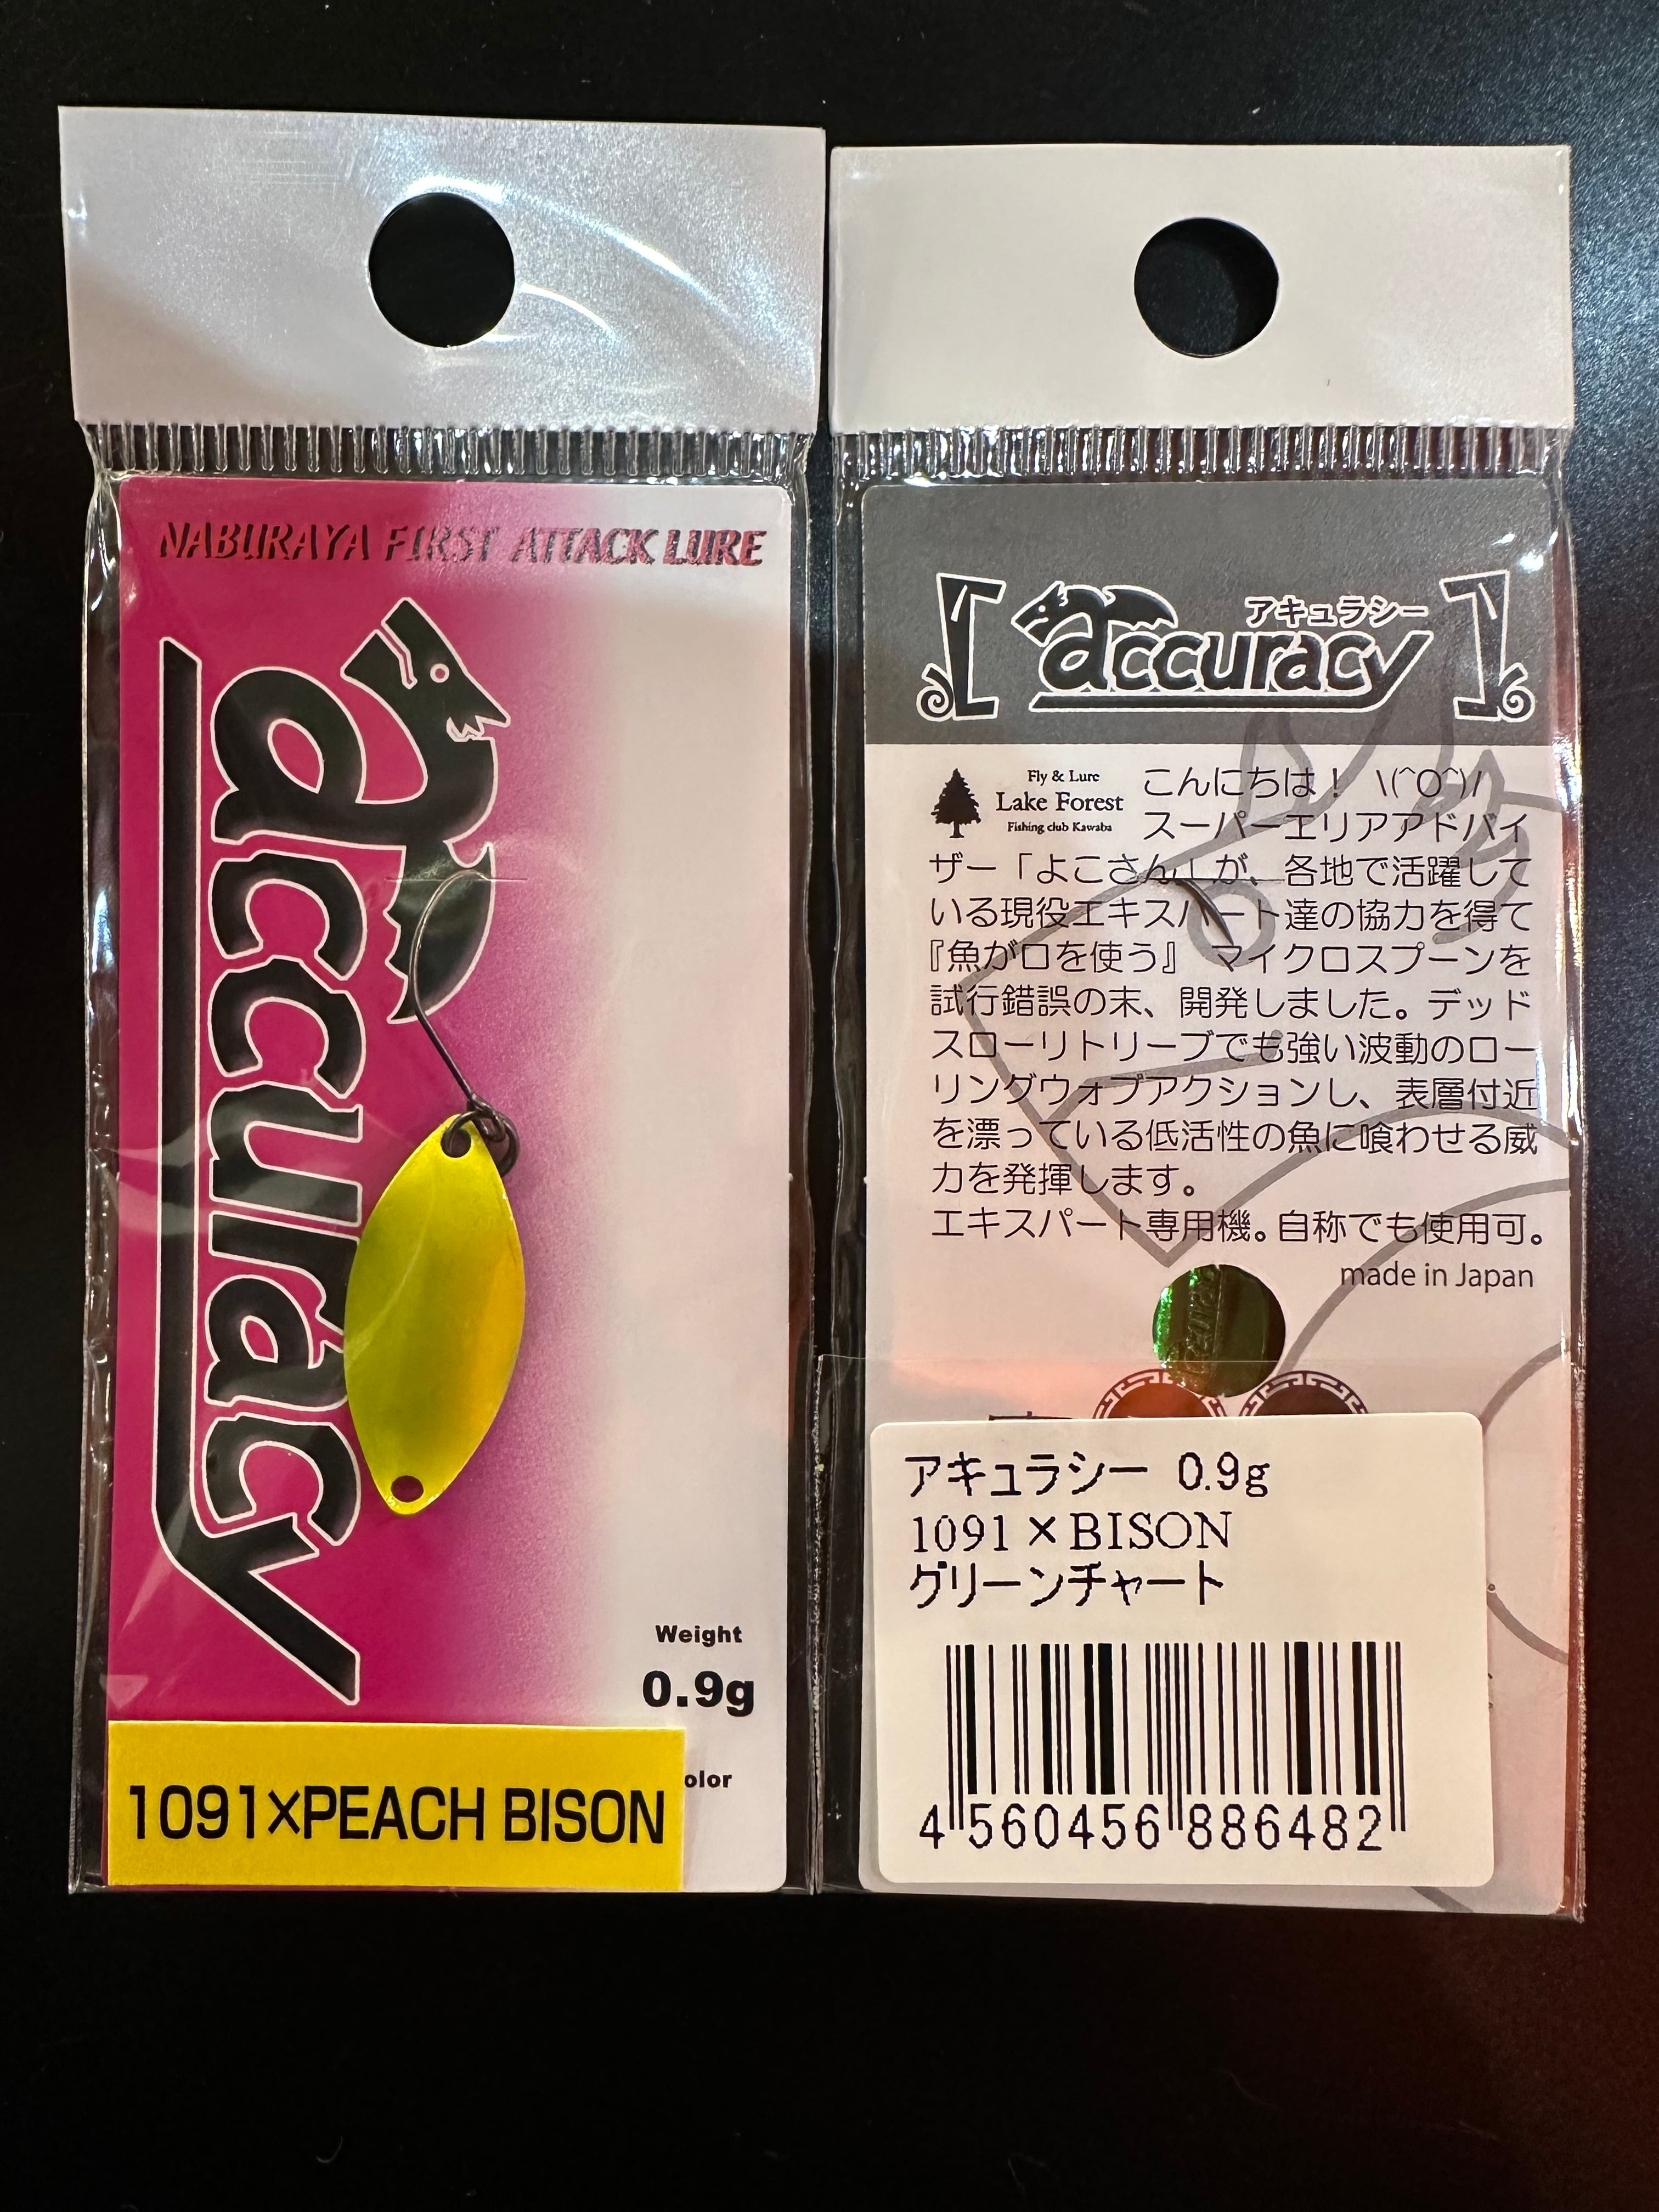 NABURAYA FIRST ATTACK LURE
accuracy
Weight
0.9g
olor
1091×PEACH BISON
アキュラシー
accuracy
Fly & Lure
Lake Forest
Fishing club Kawaba
こんにちは！ \(^O^)/
スーパーエリアアドバイ
ザー「よこさん」が、各地で活躍して
いる現役エキスパート達の協力を得て
『魚が口を使う』 マイクロスプーンを
試行錯誤の末、開発しました。デッド
スローリトリーブでも強い波動のロー
リングウォブアクションし、表層付近
を漂っている低活性の魚に喰わせる威
力を発揮します。
エキスパート専用機。自称でも使用可。
made in Japan
アキュラシー 0.9g
1091×BISON
グリーンチャート
4560456886482